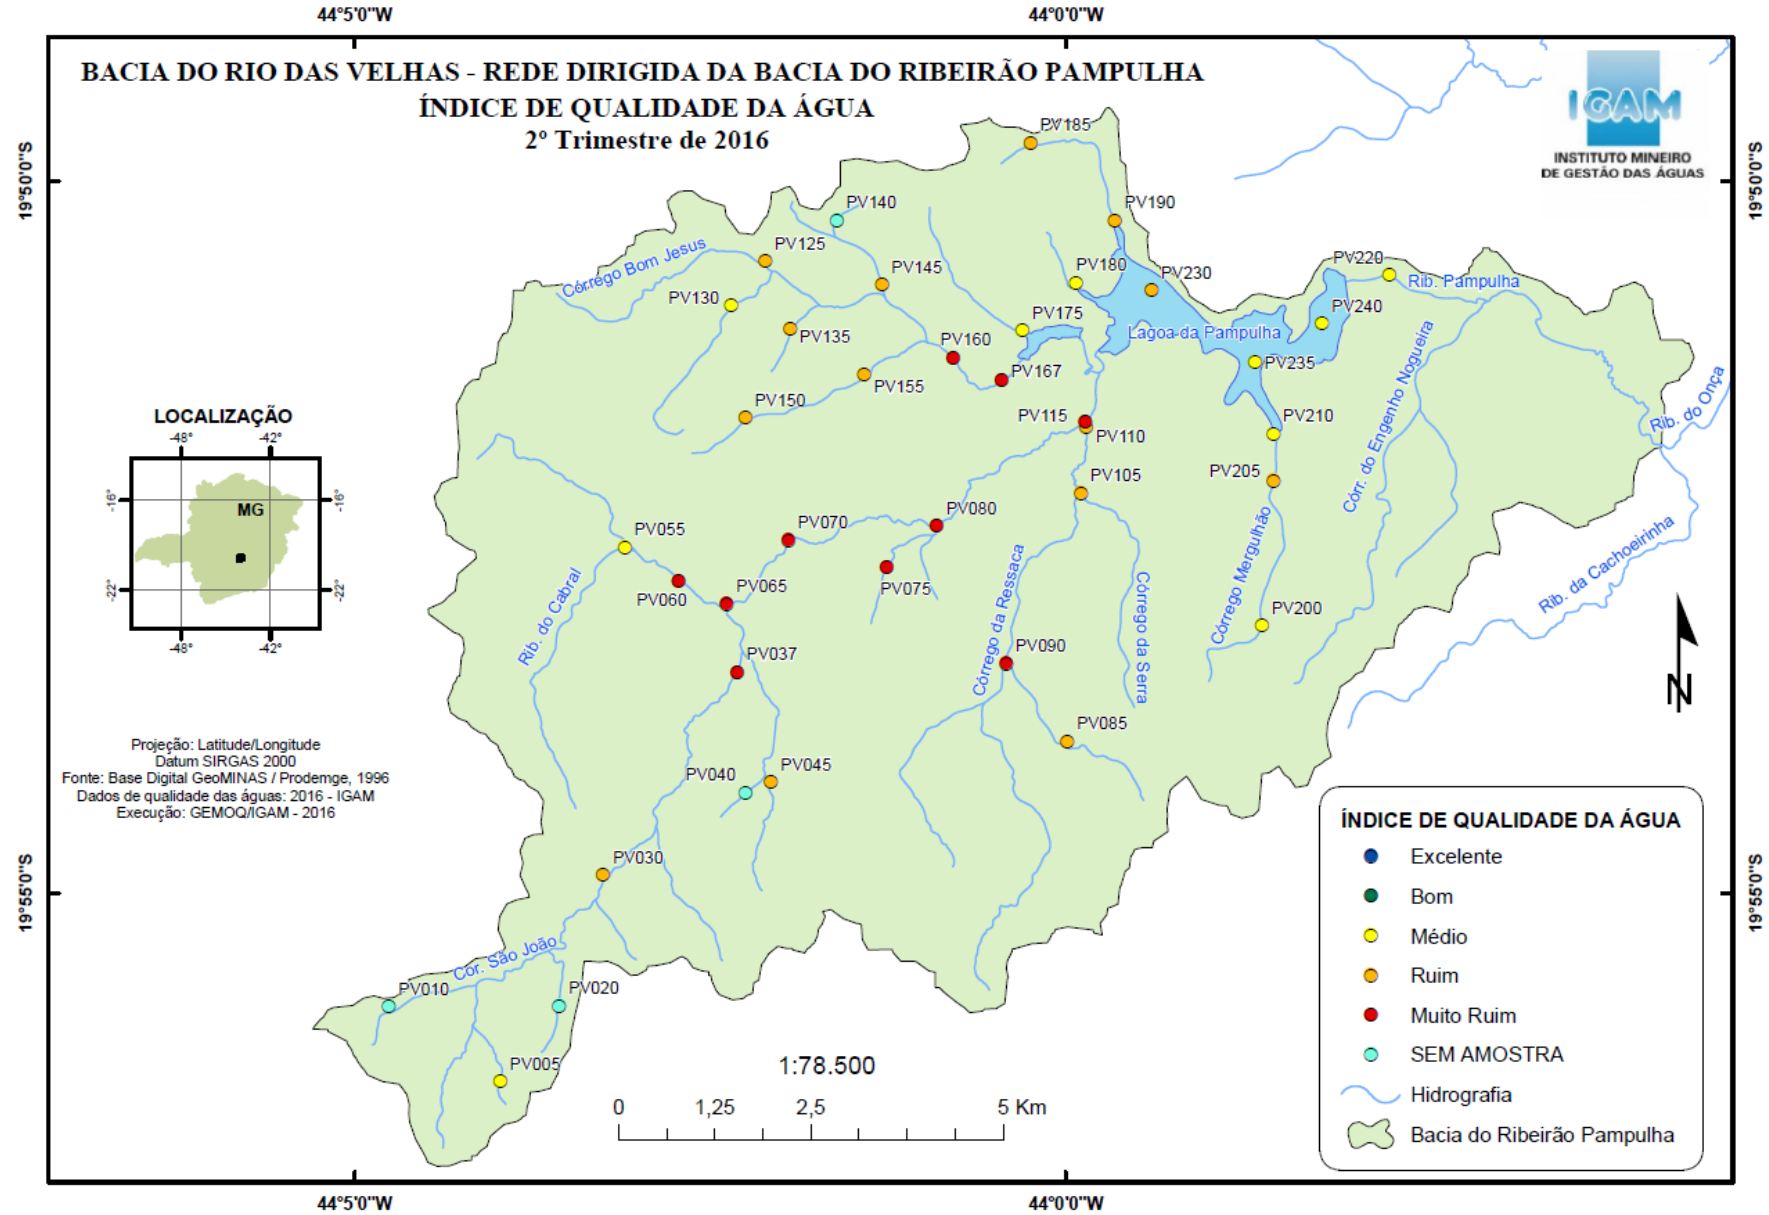 44°5'0"W
44°0'0"W
BACIA DO RIO DAS VELHAS - REDE DIRIGIDA DA BACIA DO RIBEIRÃO PAMPULHA
ÍNDICE DE QUALIDADE DA ÁGUA
2º Trimestre de 2016
IGAM
INSTITUTO MINEIRO
DE GESTÃO DAS ÁGUAS
19°50'0"S
19°50'0"S
PV185
PV140
PV190
PV125
Córrego Bom Jesus
PV145
PV180
PV230
PV220
Rib. Pampulha
PV130
PV240
PV175
Lagoa da Pampulha
PV135
PV160
PV235
PV167
PV155
PV150
PV115
PV110
PV210
Córr. do Engenho Nogueira
Rib. do Onça
LOCALIZAÇÃO
-48°
-42°
-16°
-16°
MG
-22°
-22°
-48°
-42°
PV105
PV205
PV080
PV070
PV055
PV060
PV065
PV075
Rib. do Cabral
Córrego da Ressaca
Córrego da Serra
Córrego Mergulhão
Rib. da Cachoeirinha
PV200
PV037
PV090
N
PV085
Projeção: Latitude/Longitude
Datum SIRGAS 2000
Fonte: Base Digital GeoMINAS / Prodemge, 1996
Dados de qualidade das águas: 2016 - IGAM
Execução: GEMOQ/IGAM - 2016
PV040
PV045
PV030
19°55'0"S
19°55'0"S
Cór. São João
PV010
PV020
PV005
1:78.500
0
1,25
2,5
5 Km
ÍNDICE DE QUALIDADE DA ÁGUA
Excelente
Bom
Médio
Ruim
Muito Ruim
SEM AMOSTRA
Hidrografia
Bacia do Ribeirão Pampulha
44°5'0"W
44°0'0"W